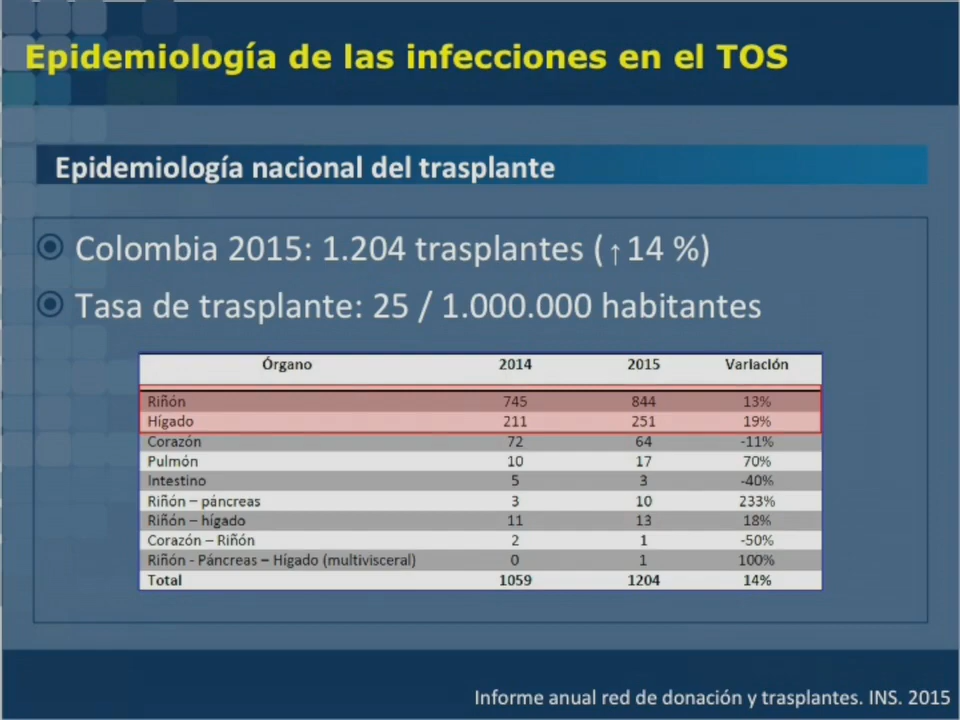 Epidemiología de las infecciones en el TOS
Epidemiología nacional del trasplante
Colombia 2015: 1.204 trasplantes (↑14 %)
Tasa de trasplante: 25 / 1.000.000 habitantes
Órgano 2014 2015 Variación
Riñón 745 844 13%
Hígado 211 251 19%
Corazón 72 64 -11%
Pulmón 10 17 70%
Intestino 5 3 -40%
Riñón – páncreas 3 10 233%
Riñón – hígado 11 13 18%
Corazón – Riñón 2 1 -50%
Riñón - Páncreas – Hígado (multivisceral) 0 1 100%
Total 1059 1204 14%
Informe anual red de donación y trasplantes. INS. 2015